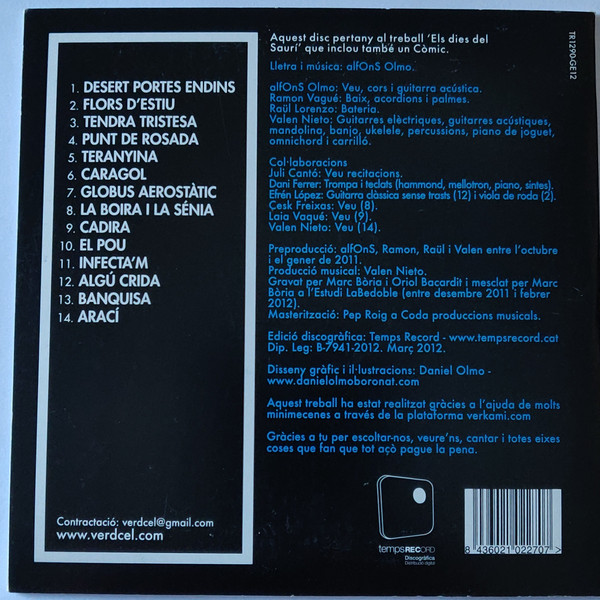 1. DESERT PORTES ENDINS
2. FLORS D'ESTIU
3. TENDRA TRISTESA
4. PUNT DE ROSADA
5. TERANYINA
6. CARAGOL
7. GLOBUS AEROSTÀTIC
8. LA BOIRA I LA SÉNIA
9. CADIRA
10. EL POU
11. INFECTA'M
12. ALGÚ CRIDA
13. BANQUISA
14. ARACÍ
Contractació: verdcel@gmail.com
www.verdcel.com
Aquest disc pertany al treball 'Els dies del
Saurí' que inclou també un Còmic.
Lletra i música: alfOnS Olmo.
alfOnS Olmo: Veu, cors i guitarra acústica.
Ramon Vagué: Baix, acordions i palmes.
Raül Lorenzo: Bateria.
Valen Nieto: Guitarres elèctriques, guitarres acústiques,
mandolina, banjo, ukelele, percussions, piano de joguet,
omnichord i carrilló.
Col·laboracions
Juli Cantó: Veu recitacions.
Dani Ferrer: Trompa i teclats (hammond, mellotron, piano, sintes).
Efrén López: Guitarra clàssica sense trasts (12) i viola de roda (2).
Cesk Freixas: Veu (8).
Laia Vaqué: Veu (9).
Valen Nieto: Veu (14).
Preproducció: alfOnS, Ramon, Raül i Valen entre l'octubre
i el gener de 2011.
Producció musical: Valen Nieto.
Gravat per Marc Bòria i Oriol Bacardit i mesclat per Marc
Bòria a l'Estudi LaBedoble (entre desembre 2011 i febrer
2012).
Masterització: Pep Roig a Coda produccions musicals.
Edició discogràfica: Temps Record - www.tempsrecord.cat
Dip. Leg: B-7941-2012. Març 2012.
Disseny gràfic i il·lustracions: Daniel Olmo -
www.danielolmoboronat.com
Aquest treball ha estat realitzat gràcies a l'ajuda de molts
minimecenes a través de la plataforma verkami.com
Gràcies a tu per escoltar-nos, veure'ns, cantar i totes eixes
coses que fan que tot açò pague la pena.
tempsRECORD
Discogràfica
Distribució digital
8 436021 022707 >
TR1290-GE12